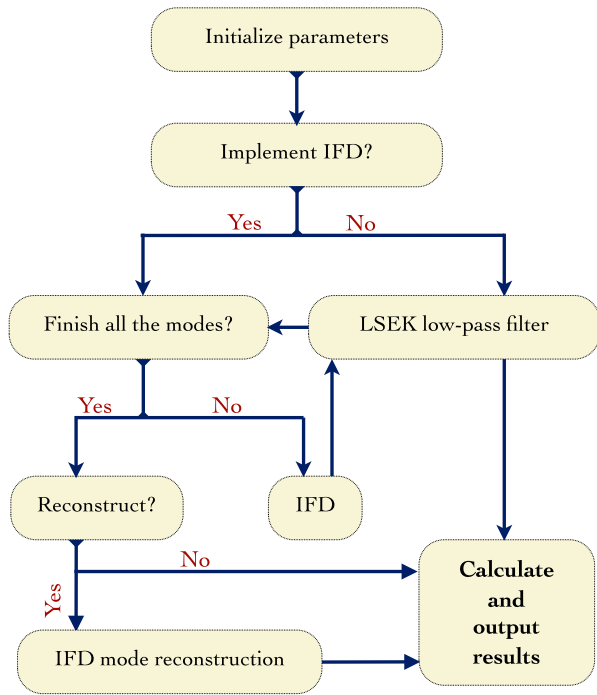 Initialize parameters
Implement IFD?
Yes
No
Finish all the modes?
LSEK low-pass filter
Yes
No
Reconstruct?
IFD
No
Yes
Calculate
and
output
results
IFD mode reconstruction